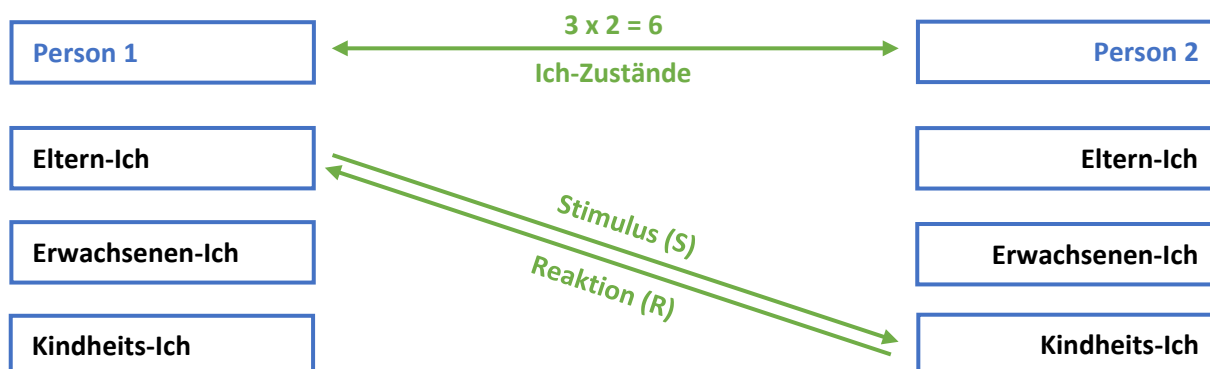 3 x 2 = 6
Person 1
Person 2
Ich-Zustände
Eltern-Ich
Eltern-Ich
Stimulus (S)
Erwachsenen-Ich
Erwachsenen-Ich
Reaktion (R)
Kindheits-Ich
Kindheits-Ich